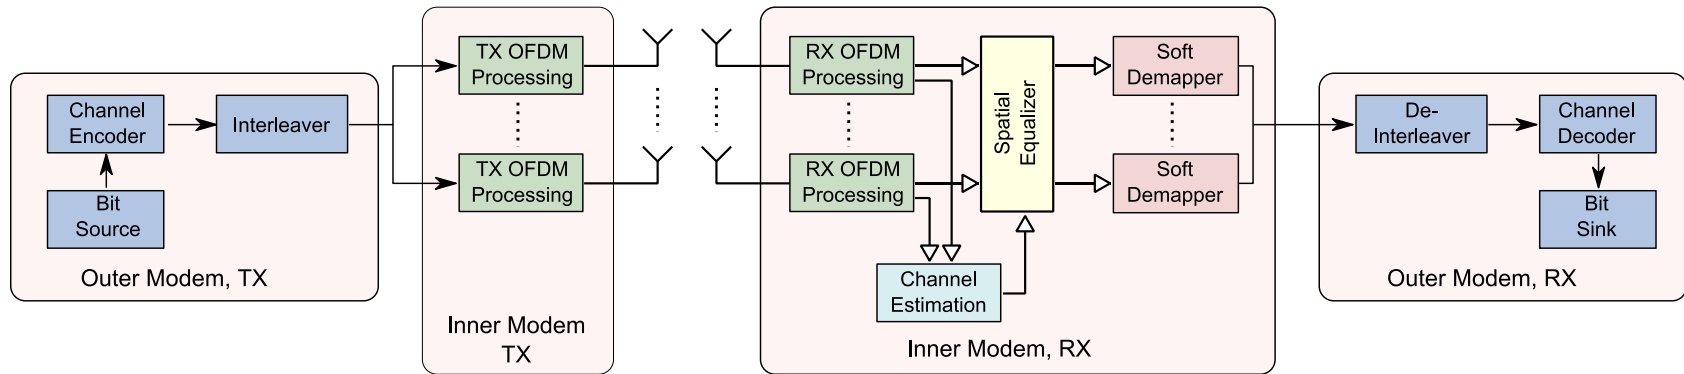 Channel
Encoder
Interleaver
Bit
Source
Outer Modem, TX
TX OFDM
Processing
TX OFDM
Processing
Inner Modem
TX
RX OFDM
Processing
RX OFDM
Processing
Spatial
Equalizer
Channel
Estimation
Soft
Demapper
Soft
Demapper
Inner Modem, RX
De-
Interleaver
Channel
Decoder
Bit
Sink
Outer Modem, RX